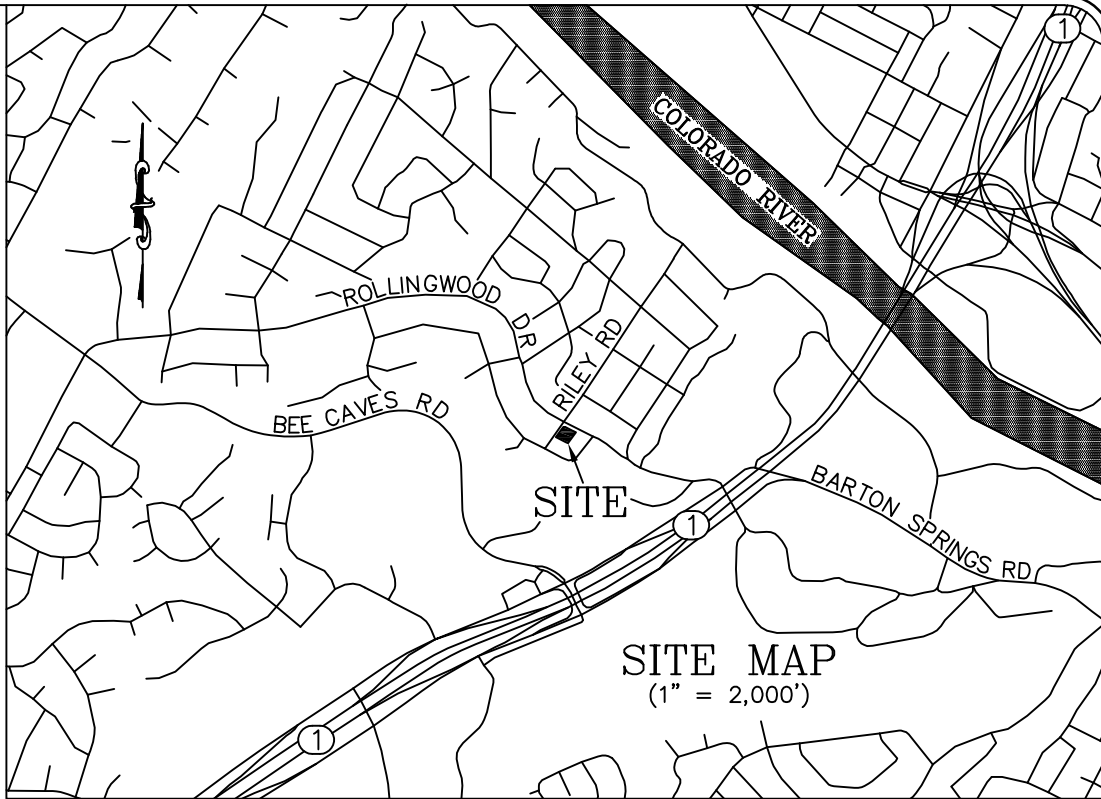 1
COLORADO RIVER
ROLLINGWOOD DR
RILEY RD
BEE CAVES RD
SITE
BARTON SPRINGS RD
1
SITE MAP
(1" = 2,000')
1